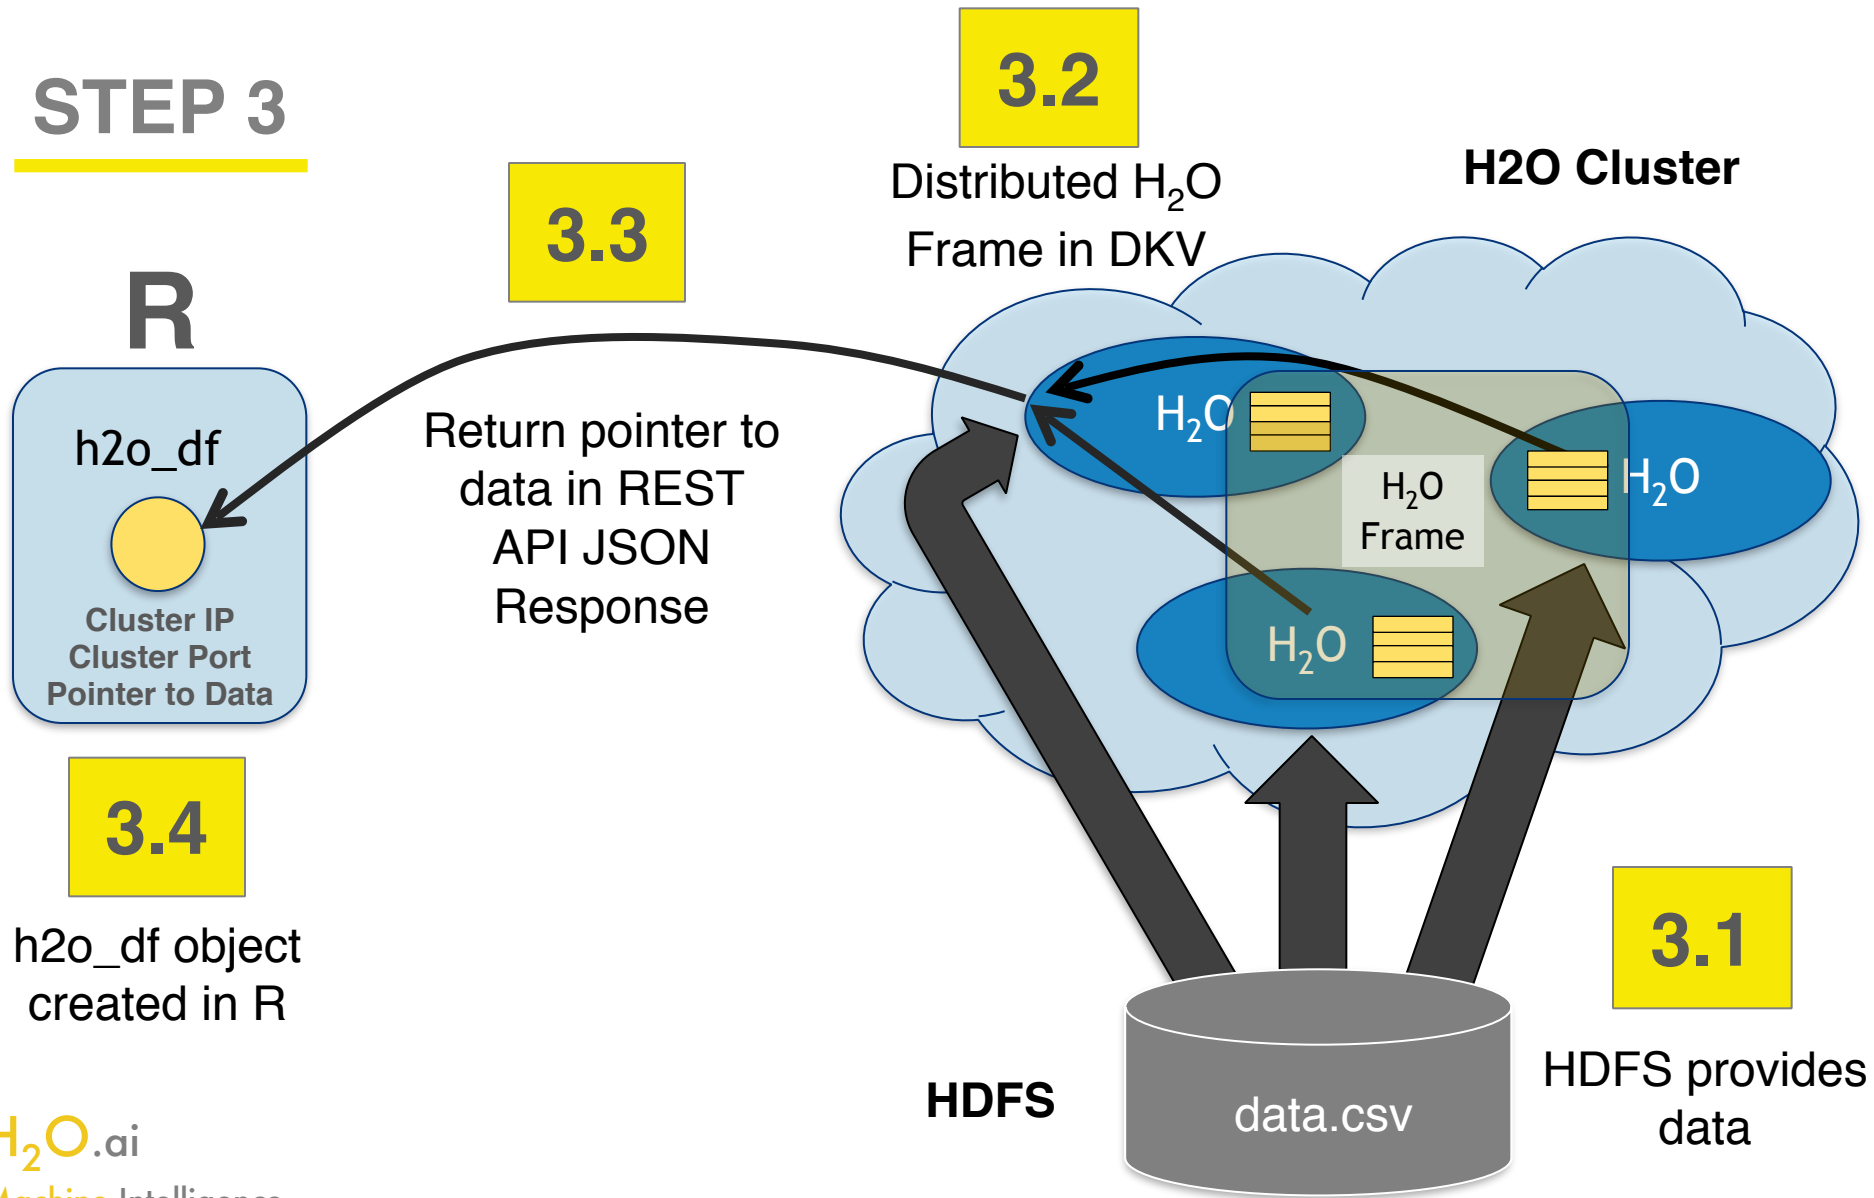 STEP 3
3.2
Distributed H₂O
Frame in DKV
H2O Cluster
3.3
Return pointer to
data in REST
API JSON
Response
R
h2o_df
Cluster IP
Cluster Port
Pointer to Data
3.4
h2o_df object
created in R
H₂O
H₂O
Frame
H₂O
H₂O
3.1
HDFS provides
data
HDFS
data.csv
H₂O.ai
Machine Intelligence